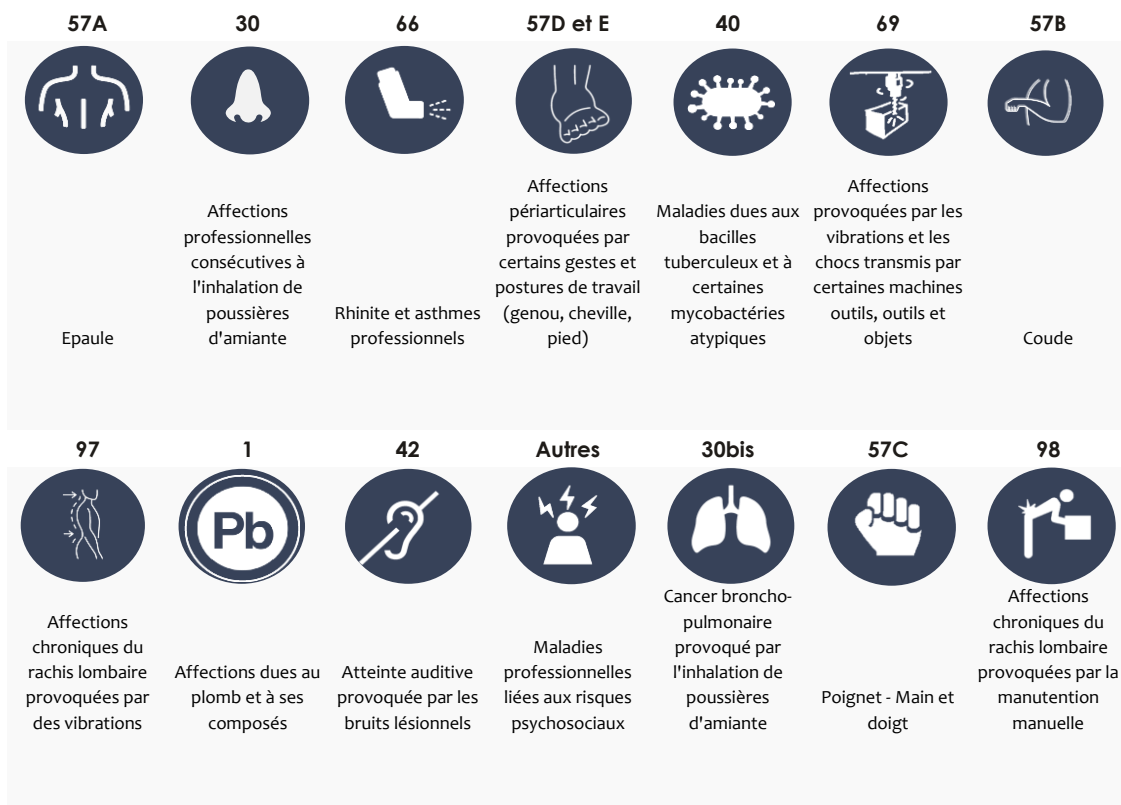 57A
30
66
57D et E
40
69
57B
Epaule
Affections
professionnelles
consécutives à
l'inhalation de
poussières
d'amiante
Rhinite et asthmes
professionnels
Affections
périarticulaires
provoquées par
certains gestes et
postures de travail
(genou, cheville,
pied)
Maladies dues aux
bacilles
tuberculeux et à
certaines
mycobactéries
atypiques
Affections
provoquées par les
vibrations et les
chocs transmis par
certaines machines
outils, outils et
objets
Coude
97
1
42
Autres
30bis
57C
98
Pb
Affections
chroniques du
rachis lombaire
provoquées par
des vibrations
Affections dues au
plomb et à ses
composés
Atteinte auditive
provoquée par les
bruits lésionnels
Maladies
professionnelles
liées aux risques
psychosociaux
Cancer broncho-
pulmonaire
provoqué par
l'inhalation de
poussières
d'amiante
Poignet - Main et
doigt
Affections
chroniques du
rachis lombaire
provoquées par la
manutention
manuelle